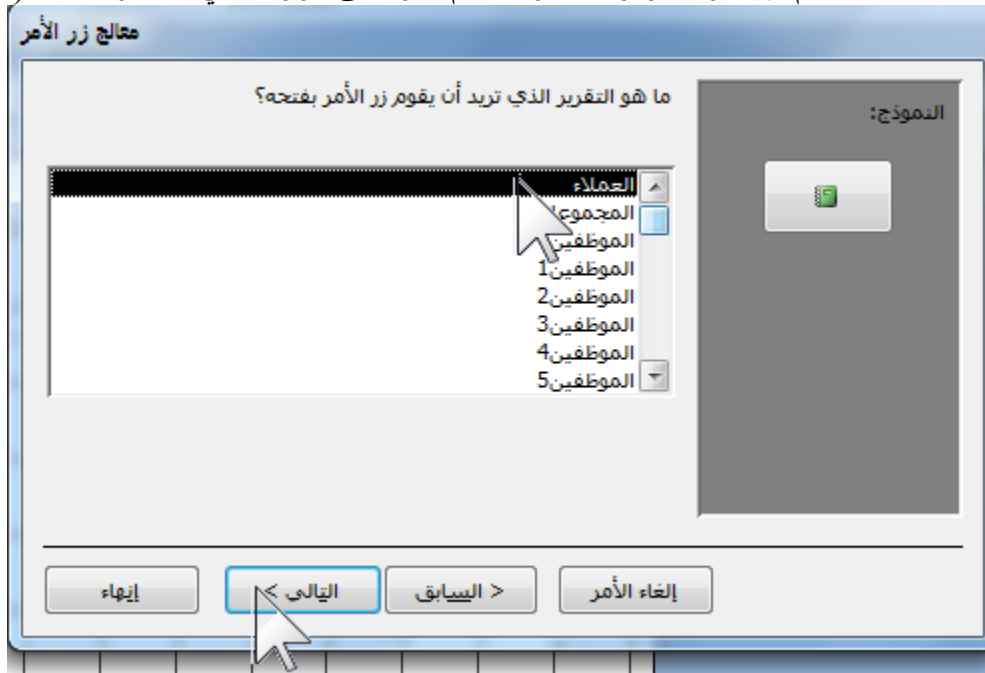 معالج زر الأمر
ما هو التقرير الذي تريد أن يقوم زر الأمر بفتحه؟
النموذج:
العملاء
الموظفين1
الموظفين2
الموظفين3
الموظفين4
الموظفين5
إلغاء الأمر
< السابق
التالي >
إنهاء